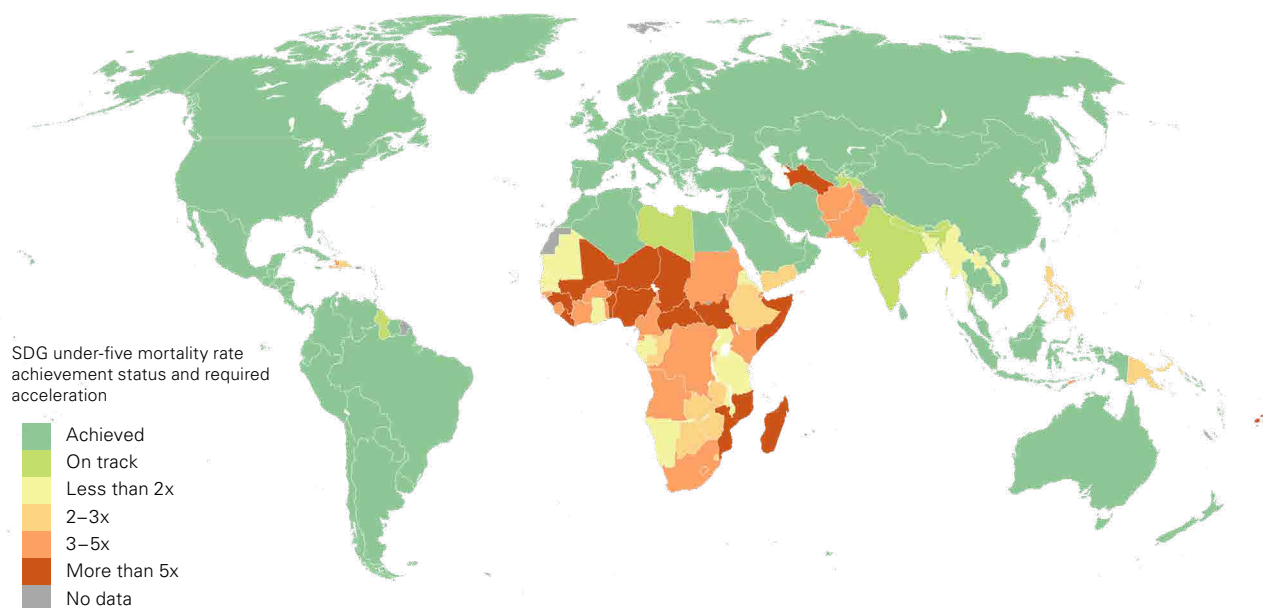 SDG under-five mortality rate
achievement status and required
acceleration
Achieved
On track
Less than 2x
2–3x
3–5x
More than 5x
No data